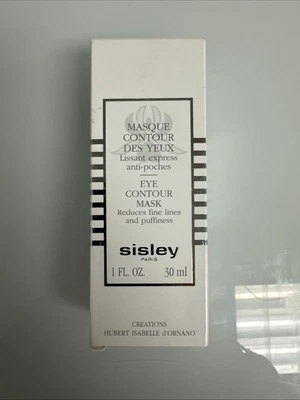 MASQUE
CONTOUR
DES YEUX
Lissant express
anti-poches
EYE
CONTOUR
MASK
Reduces fine lines
and puffiness
sisley
PARIS
1 FL. OZ. 30 ml
CREATIONS
HUBERT ISABELLE d'ORNANO